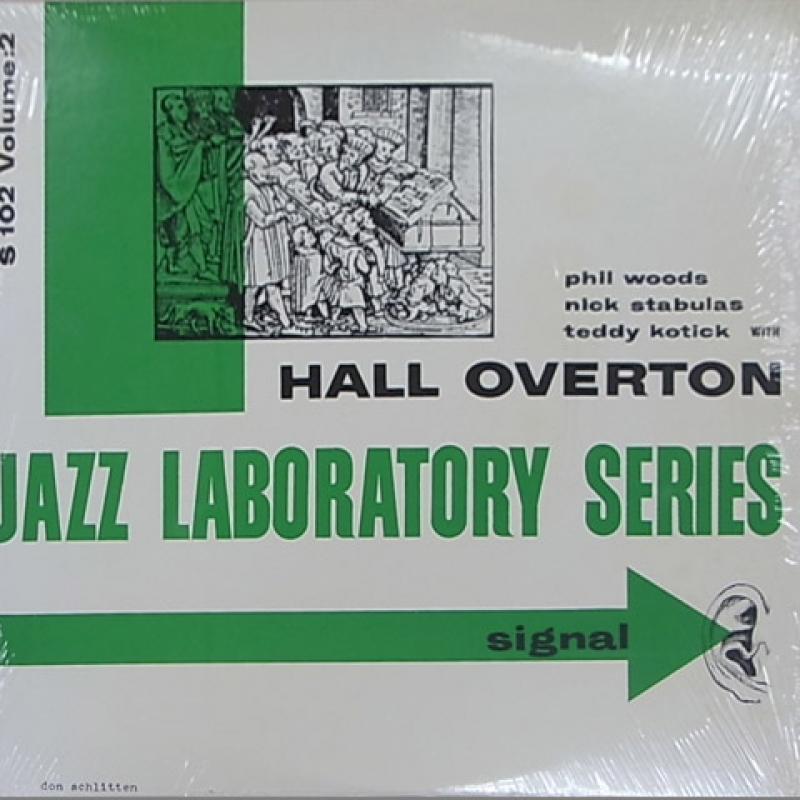 S 102 Volume:2
phil woods
nick stabulas
teddy kotick WITH
HALL OVERTON
JAZZ LABORATORY SERIES
signal
don schlitten